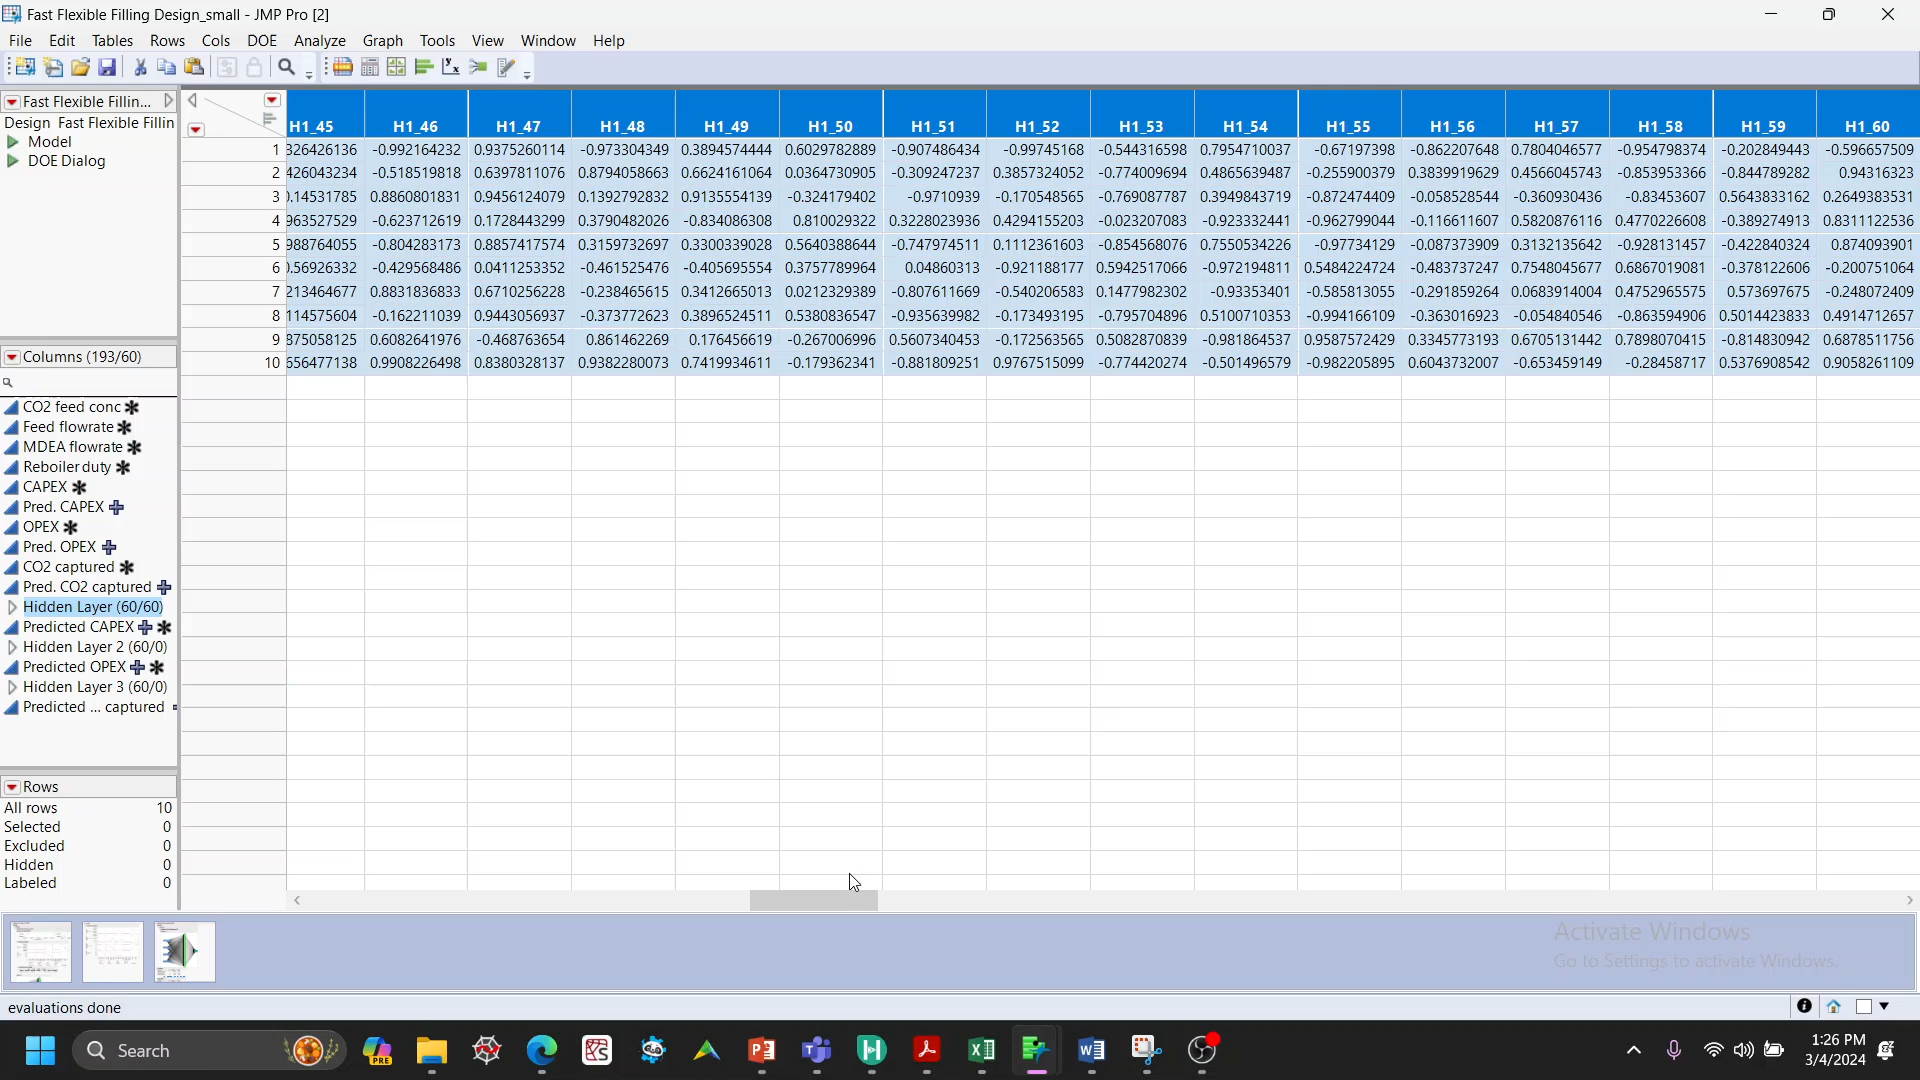 Fast Flexible Filling Design_small - JMP Pro [2]
File Edit Tables Rows Cols DOE Analyze Graph Tools View Window Help
Fast Flexible Fillin...
Design Fast Flexible Fillin
Model
DOE Dialog
H1_45 H1_46 H1_47 H1_48 H1_49 H1_50 H1_51 H1_52 H1_53 H1_54 H1_55 H1_56 H1_57 H1_58 H1_59 H1_60
1 326426136 -0.992164232 0.9375260114 -0.973304349 0.3894574444 0.6029782889 -0.907486434 -0.99745168 -0.544316598 0.7954710037 -0.67197398 -0.862207648 0.7804046577 -0.954798374 -0.202849443 -0.596657509
2 426043234 -0.518519818 0.6397811076 0.8794058663 0.6624161064 0.0364730905 -0.309247237 0.3857324052 -0.774009694 0.4865639487 -0.255900379 0.3839919629 0.4566045743 -0.853953366 -0.844789282 0.94316323
3 .14531785 0.8860801831 0.9456124079 0.1392792832 0.9135554139 -0.324179402 -0.9710939 -0.170548565 -0.769087787 0.3949843719 -0.872474409 -0.058528544 -0.360930436 -0.83453607 0.5643833162 0.2649383531
4 963527529 -0.623712619 0.1728443299 0.3790482026 -0.834086308 0.810029322 0.3228023936 0.4294155203 -0.023207083 -0.923332441 -0.962799044 -0.116611607 0.5820876116 0.4770226608 -0.389274913 0.8311122536
5 988764055 -0.804283173 0.8857417574 0.3159732697 0.3300339028 0.5640388644 -0.747974511 0.1112361603 -0.854568076 0.7550534226 -0.97734129 -0.087373909 0.3132135642 -0.928131457 -0.422840324 0.874093901
6 .56926332 -0.429568486 0.0411253352 -0.461525476 -0.405695554 0.3757789964 0.04860313 -0.921188177 0.5942517066 -0.972194811 0.5484224724 -0.483737247 0.7548045677 0.6867019081 -0.378122606 -0.200751064
7 213464677 0.8831836833 0.6710256228 -0.238465615 0.3412665013 0.0212329389 -0.807611669 -0.540206583 0.1477982302 -0.93353401 -0.585813055 -0.291859264 0.0683914004 0.4752965575 0.573697675 -0.248072409
8 114575604 -0.162211039 0.9443056937 -0.373772623 0.3896524511 0.5380836547 -0.935639982 -0.173493195 -0.795704896 0.5100710353 -0.994166109 -0.363016923 -0.054840546 -0.863594906 0.5014423833 0.4914712657
9 875058125 0.6082641976 -0.468763654 0.861462269 0.176456619 -0.267006996 0.5607340453 -0.172563565 0.5082870839 -0.981864537 0.9587572429 0.3345773193 0.6705131442 0.7898070415 -0.814830942 0.6878511756
10 656477138 0.9908226498 0.8380328137 0.9382280073 0.7419934611 -0.179362341 -0.881809251 0.9767515099 -0.774420274 -0.501496579 -0.982205895 0.6043732007 -0.653459149 -0.28458717 0.5376908542 0.9058261109
Columns (193/60)
CO2 feed conc
Feed flowrate
MDEA flowrate
Reboiler duty
CAPEX
Pred. CAPEX
OPEX
Pred. OPEX
CO2 captured
Pred. CO2 captured
Hidden Layer (60/60)
Predicted CAPEX
Hidden Layer 2 (60/0)
Predicted OPEX
Hidden Layer 3 (60/0)
Predicted ... captured
Rows
All rows 10
Selected 0
Excluded 0
Hidden 0
Labeled 0
Activate Windows
Go to Settings to activate Windows.
evaluations done
Search
PRE
1:26 PM
3/4/2024